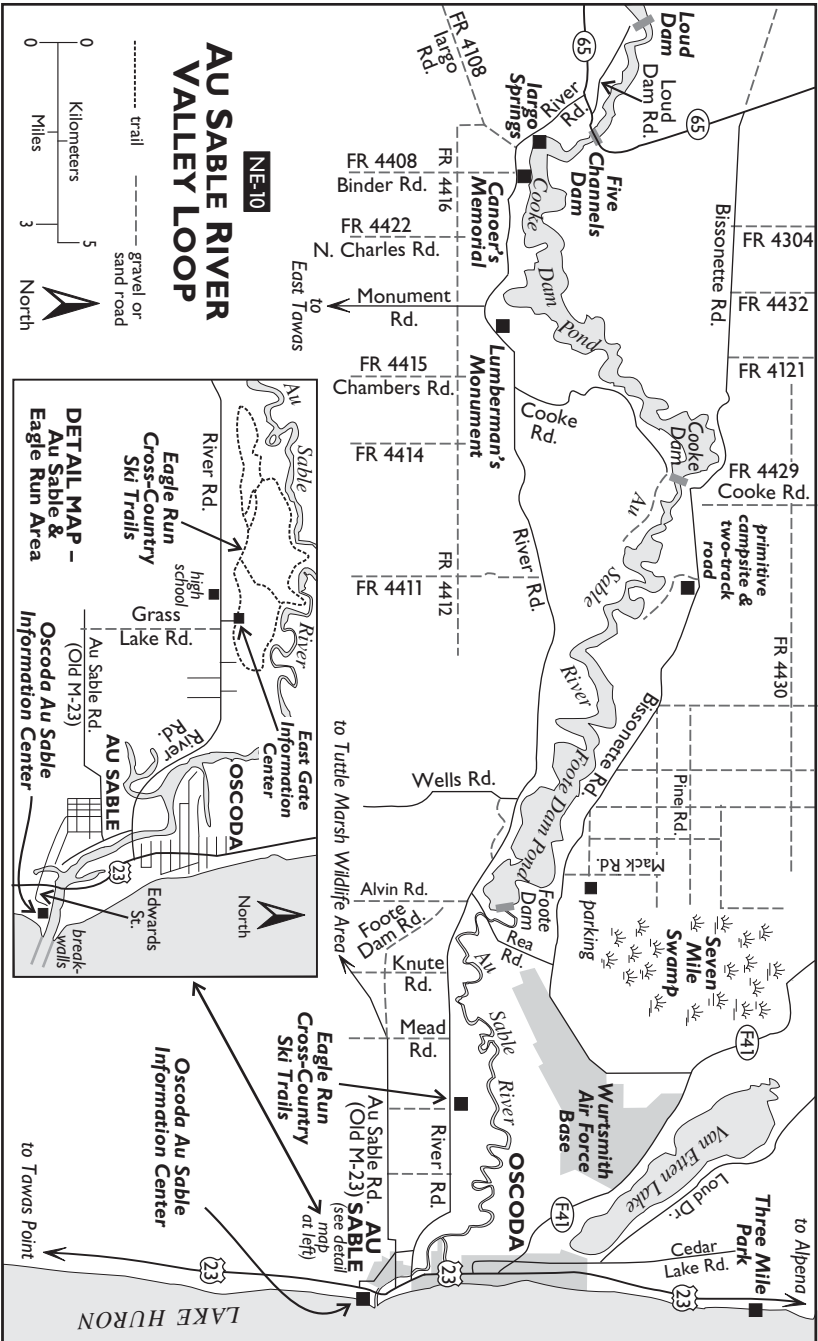 Loud
Dam
Loud
Dam Rd.
65
65
FR 4108
Iargo
Rd.
River
Rd.
Iargo
Springs
Five
Channels
Dam
Bissonette Rd.
FR 4304
FR 4432
FR 4121
FR 4429
Cooke Rd.
FR 4430
FR 4408
Binder Rd.
FR 4416
FR 4422
N. Charles Rd.
Canoer's
Memorial
Cooke
Dam
Pond
Monument
Rd.
to
East Tawas
Lumberman's
Monument
FR 4415
Chambers Rd.
Cooke
Rd.
Cooke
Dam
FR 4414
FR 4411
FR 4412
River
Rd.
primitive
campsite &
two-track
road
Au
Sable
River
Bissonette Rd.
Foote Dam Pond
Pine Rd.
Mack Rd.
parking
Seven
Mile
Swamp
Wells Rd.
to Tuttle Marsh Wildlife Area
Alvin Rd.
Foote
Dam Rd.
Foote
Dam
Rea
Rd.
Knute
Rd.
Mead
Rd.
Au
Sable
River
Wurtsmith
Air Force
Base
F41
F41
Van Etten Lake
Loud Dr.
Three Mile
Park
to Alpena
Cedar
Lake Rd.
Eagle Run
Cross-Country
Ski Trails
River Rd.
Au Sable Rd.
(Old M-23)
OSCODA
AU
SABLE
(see detail
map
at left)
Oscoda Au Sable
Information Center
to Tawas Point
23
23
23
LAKE HURON
AU SABLE RIVER
VALLEY LOOP
NE-10
trail
gravel or
sand road
0
Kilometers
5
0
Miles
3
North
DETAIL MAP –
Au Sable &
Eagle Run Area
Au
Sable
River
River Rd.
Eagle Run
Cross-Country
Ski Trails
high
school
Grass
Lake Rd.
East Gate
Information
Center
Au Sable Rd.
(Old M-23)
River
Rd.
AU SABLE
OSCODA
23
Edwards
St.
break-
walls
Oscoda Au Sable
Information Center
North